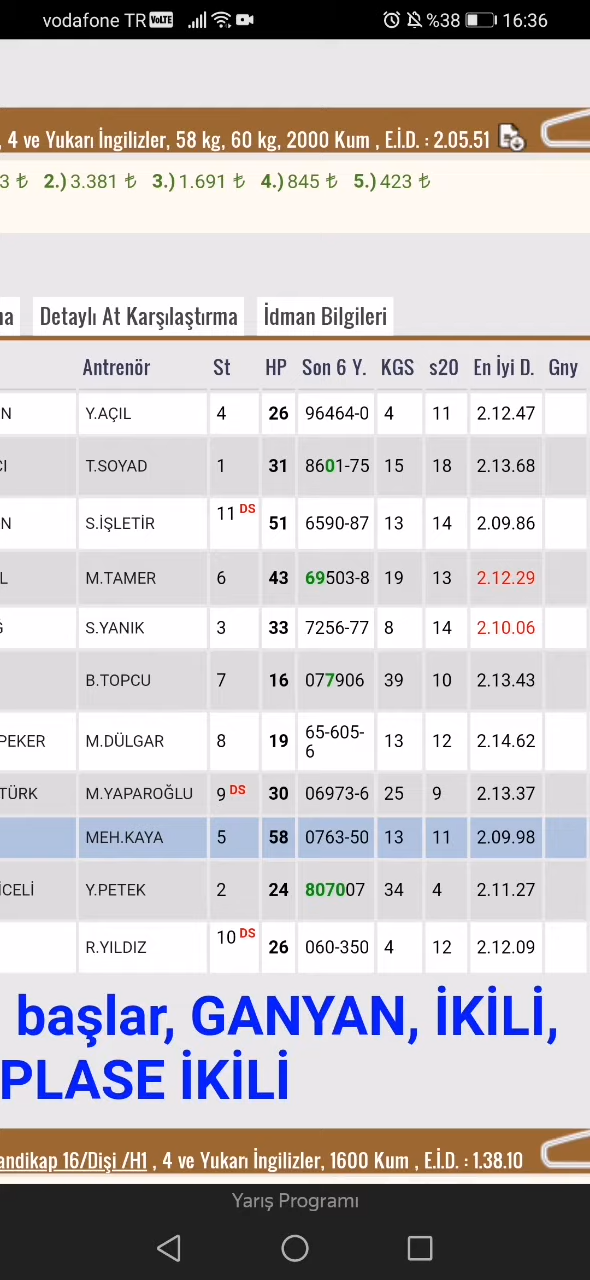 vodafone TR VoLTE %38 16:36
, 4 ve Yukarı İngilizler, 58 kg, 60 kg, 2000 Kum , E.İ.D. : 2.05.51
3 ₺ 2.) 3.381 ₺ 3.) 1.691 ₺ 4.) 845 ₺ 5.) 423 ₺
na Detaylı At Karşılaştırma İdman Bilgileri
Antrenör St HP Son 6 Y. KGS s20 En İyi D. Gny
N Y.AÇIL 4 26 96464-0 4 11 2.12.47
CI T.SOYAD 1 31 8601-75 15 18 2.13.68
N S.İŞLETİR 11 DS 51 6590-87 13 14 2.09.86
L M.TAMER 6 43 69503-8 19 13 2.12.29
Ğ S.YANIK 3 33 7256-77 8 14 2.10.06
B.TOPCU 7 16 077906 39 10 2.13.43
PEKER M.DÜLGAR 8 19 65-605-
6 13 12 2.14.62
TÜRK M.YAPAROĞLU 9 DS 30 06973-6 25 9 2.13.37
MEH.KAYA 5 58 0763-50 13 11 2.09.98
İCELİ Y.PETEK 2 24 807007 34 4 2.11.27
R.YILDIZ 10 DS 26 060-350 4 12 2.12.09
başlar, GANYAN, İKİLİ,
PLASE İKİLİ
andikap 16/Dişi /H1 , 4 ve Yukarı İngilizler, 1600 Kum , E.İ.D. : 1.38.10
Yarış Programı